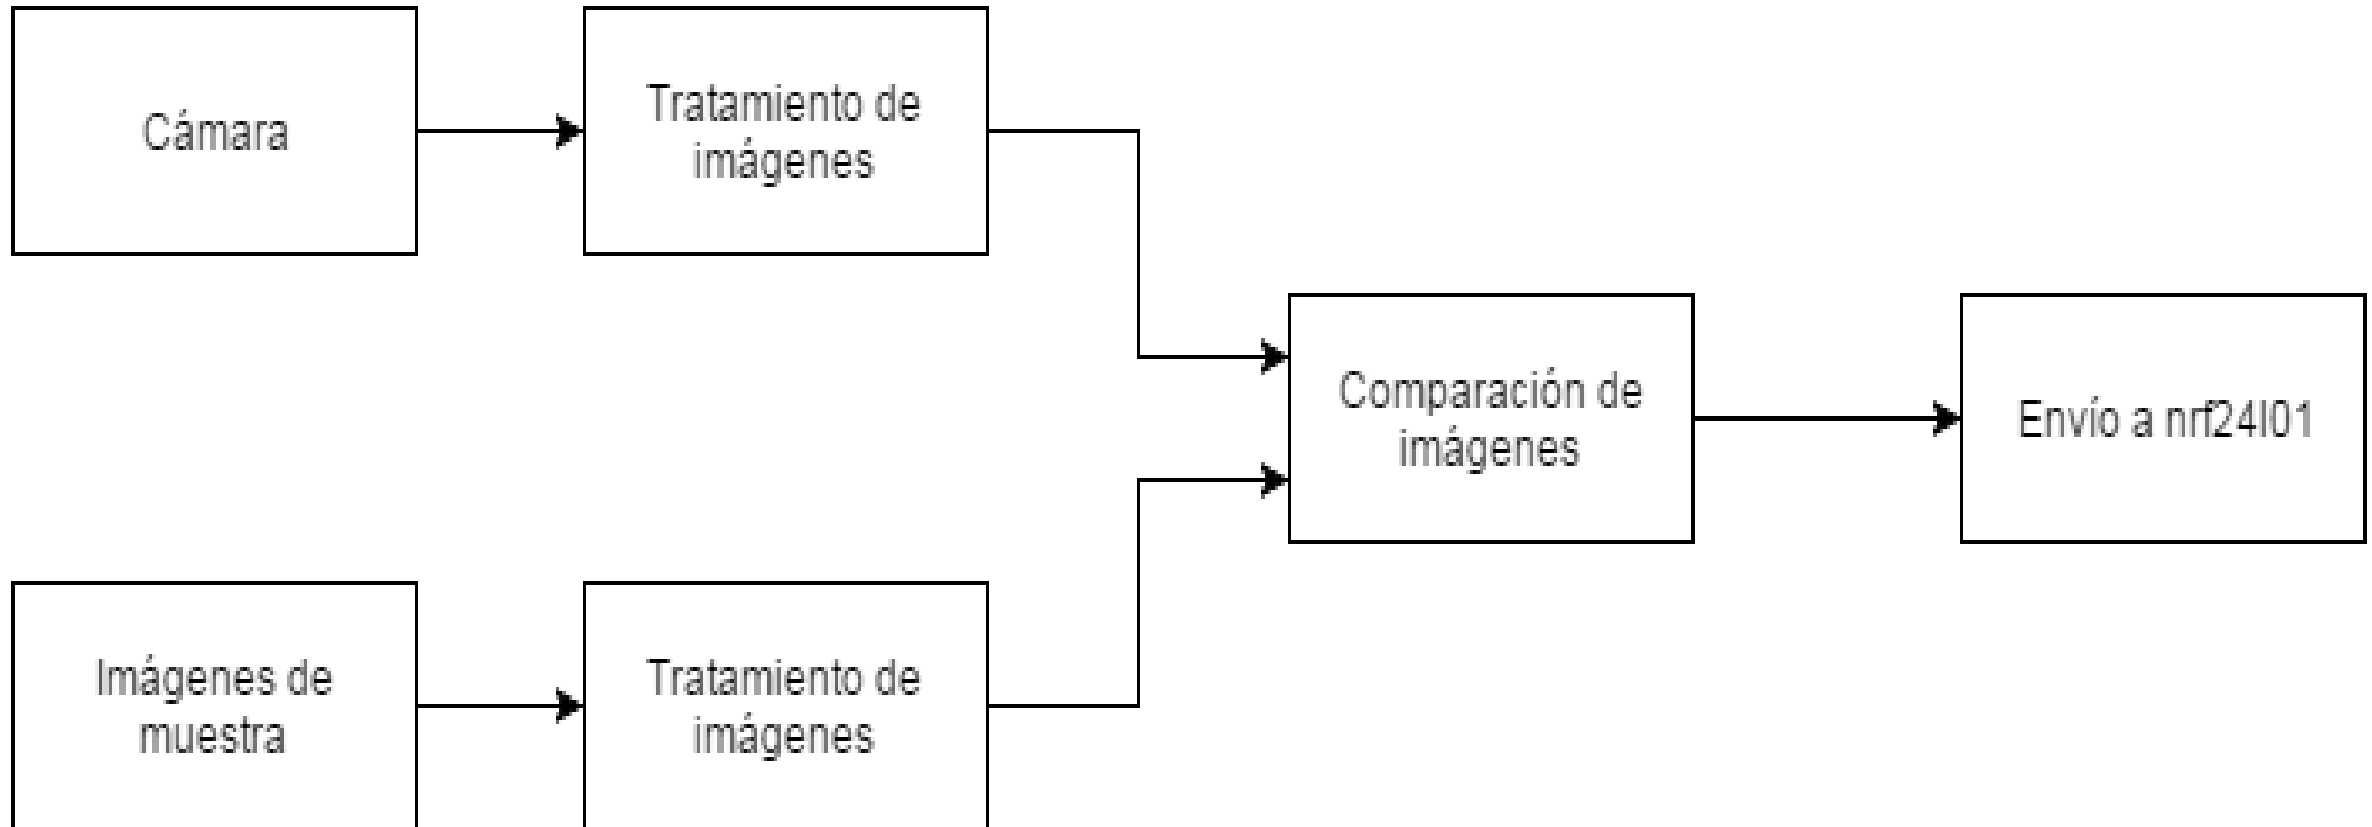 Cámara
Tratamiento de
imágenes
Comparación de
imágenes
Envío a nrf24l01
Imágenes de
muestra
Tratamiento de
imágenes